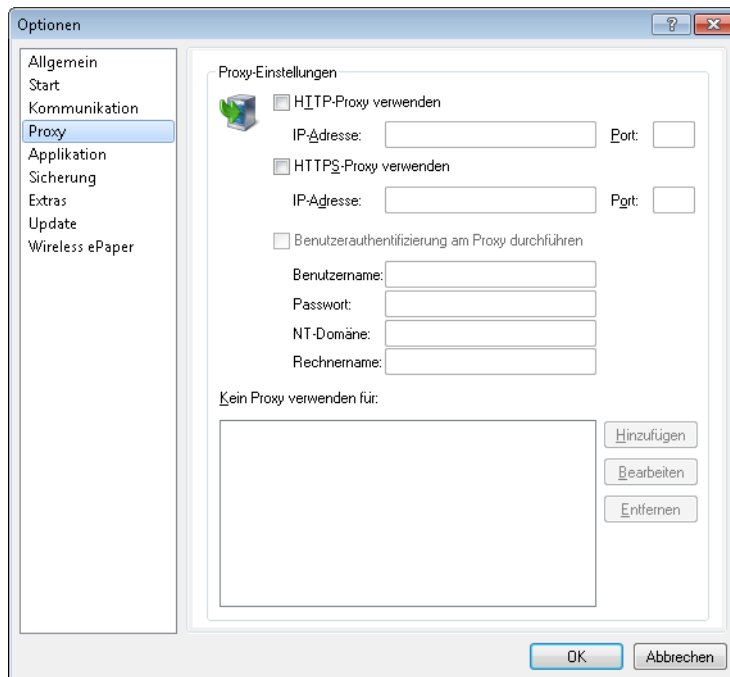 Optionen
Allgemein
Start
Kommunikation
Proxy
Applikation
Sicherung
Extras
Update
Wireless ePaper
Proxy-Einstellungen
HTTP-Proxy verwenden
IP-Adresse: Port:
HTTPS-Proxy verwenden
IP-Adresse: Port:
Benutzerauthentifizierung am Proxy durchführen
Benutzername:
Passwort:
NT-Domäne:
Rechnername:
Kein Proxy verwenden für:
Hinzufügen
Bearbeiten
Entfernen
OK Abbrechen